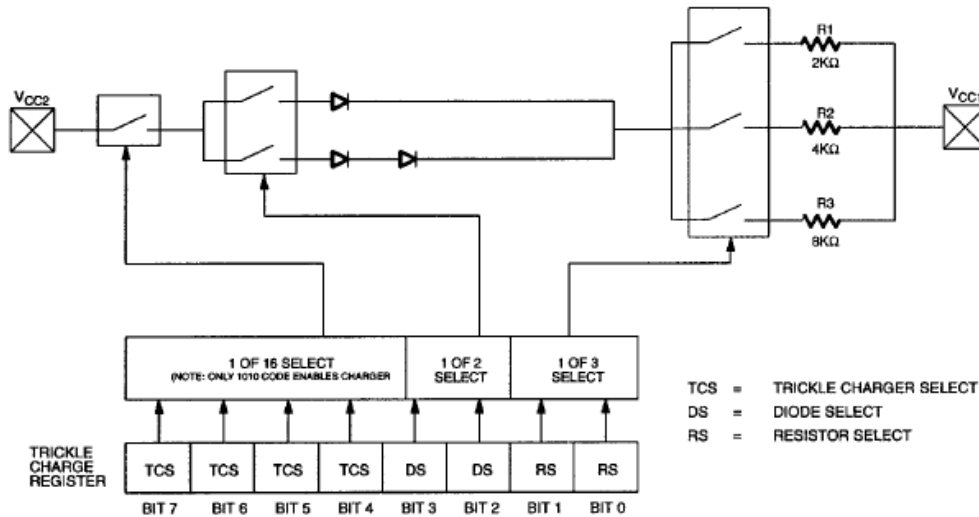 R1
2KΩ
VCC2
VCC1
R2
4KΩ
R3
8KΩ
1 OF 16 SELECT
(NOTE: ONLY 1010 CODE ENABLES CHARGER
1 OF 2
SELECT
1 OF 3
SELECT
TCS = TRICKLE CHARGER SELECT
DS = DIODE SELECT
RS = RESISTOR SELECT
TRICKLE
CHARGE
REGISTER
TCS TCS TCS TCS DS DS RS RS
BIT 7 BIT 6 BIT 5 BIT 4 BIT 3 BIT 2 BIT 1 BIT 0